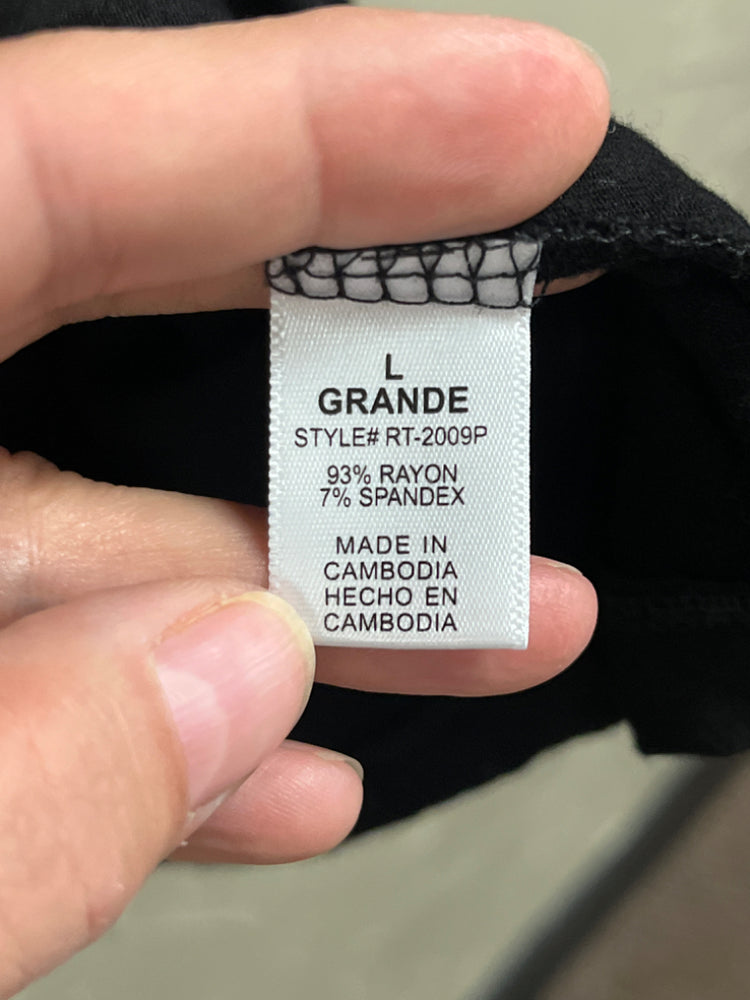 L
GRANDE
STYLE# RT-2009P
93% RAYON
7% SPANDEX
MADE IN
CAMBODIA
HECHO EN
CAMBODIA